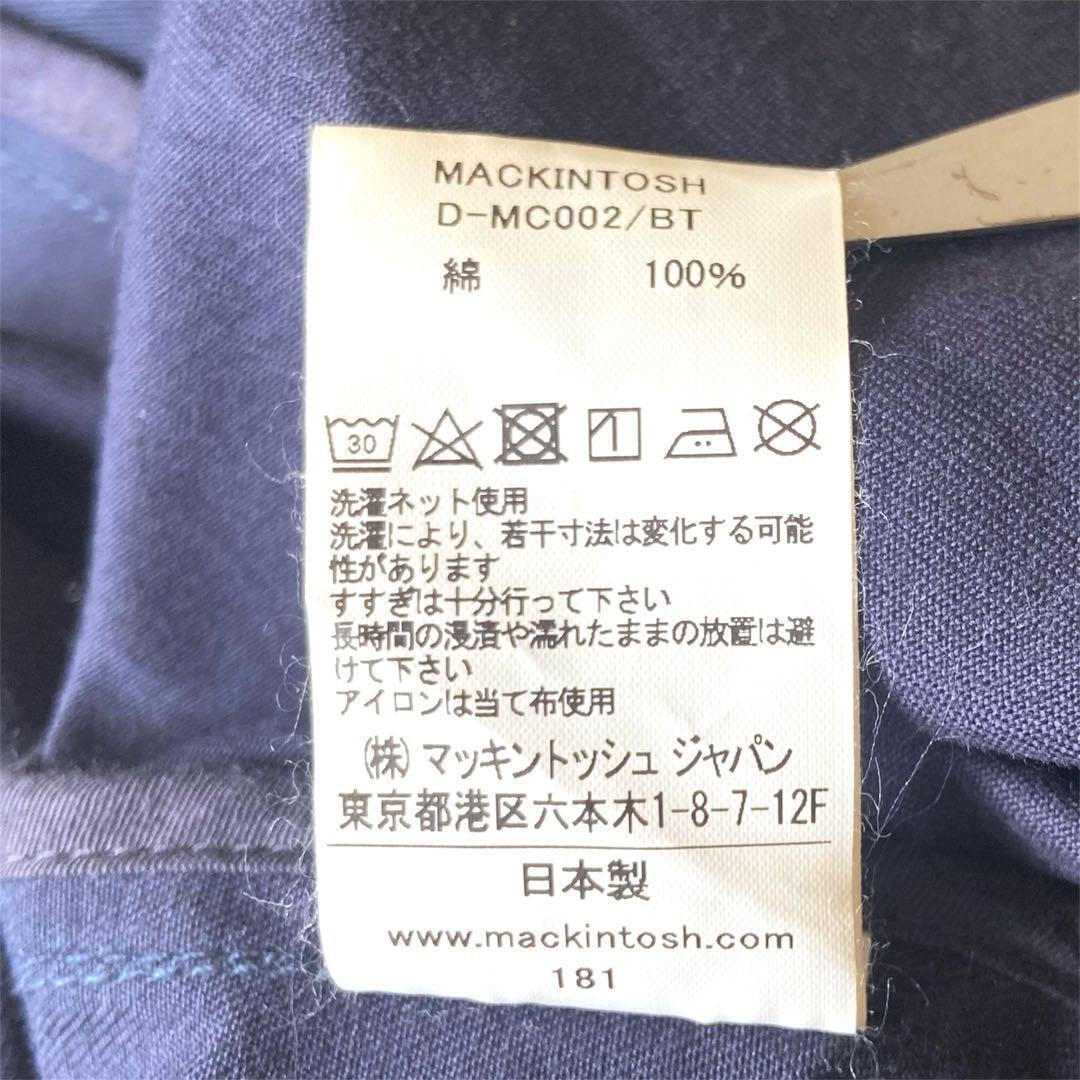 MACKINTOSH
D-MC002/BT
綿 100%
30
1
洗濯ネット使用
洗濯により、若干寸法は変化する可能
性があります
すすぎは十分行って下さい
長時間の浸漬や濡れたままの放置は避
けて下さい
アイロンは当て布使用
(株)マッキントッシュ ジャパン
東京都港区六本木1-8-7-12F
日本製
www.mackintosh.com
181